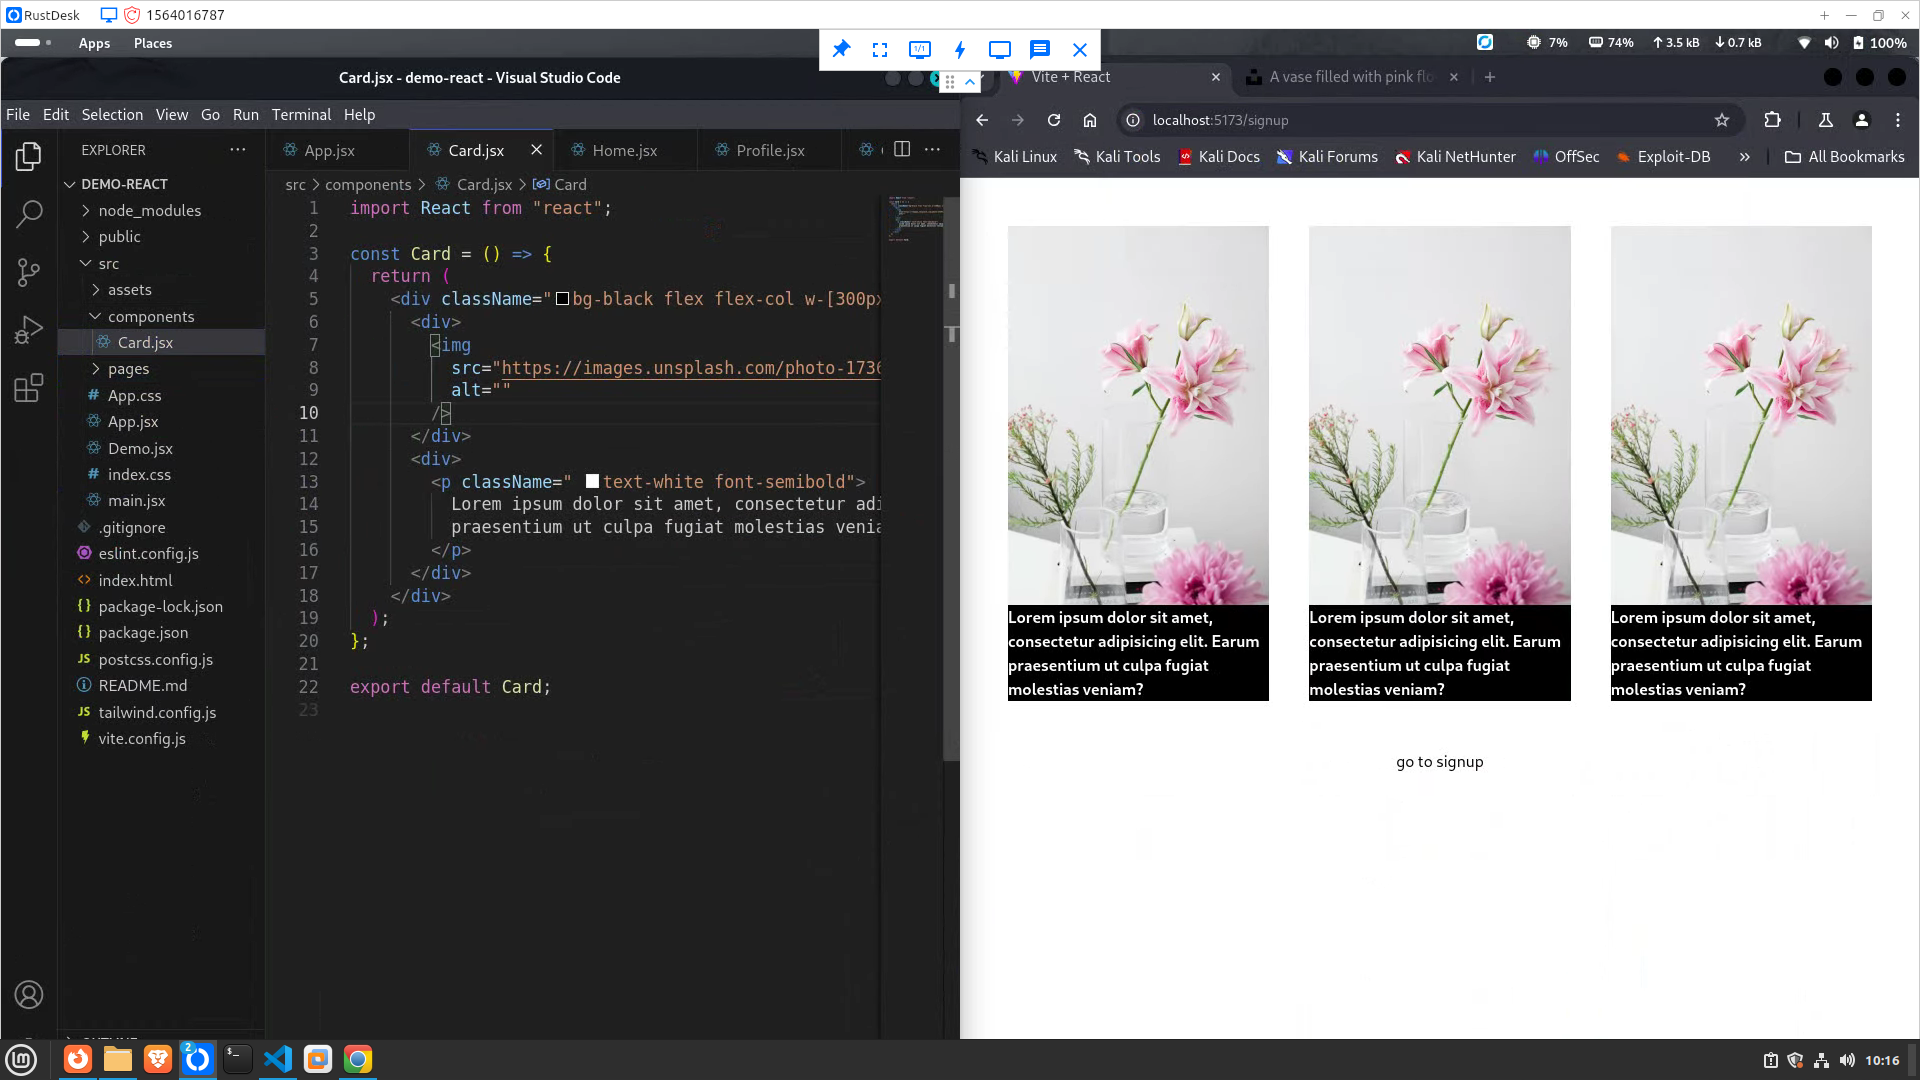 RustDesk
1564016787
Apps
Places
7%
74%
3.5 kB
0.7 kB
100%
Card.jsx - demo-react - Visual Studio Code
File Edit Selection View Go Run Terminal Help
EXPLORER
DEMO-REACT
node_modules
public
src
assets
components
Card.jsx
pages
App.css
App.jsx
Demo.jsx
index.css
main.jsx
.gitignore
eslint.config.js
index.html
package-lock.json
package.json
postcss.config.js
README.md
tailwind.config.js
vite.config.js
App.jsx
Card.jsx
Home.jsx
Profile.jsx
src > components > Card.jsx > Card
1 import React from "react";
2
3 const Card = () => {
4 return (
5 <div className="bg-black flex flex-col w-[300px
6 <div>
7 <img
8 src="https://images.unsplash.com/photo-1736
9 alt=""
10 />
11 </div>
12 <div>
13 <p className=" text-white font-semibold">
14 Lorem ipsum dolor sit amet, consectetur adi
15 praesentium ut culpa fugiat molestias venia
16 </p>
17 </div>
18 </div>
19 );
20 };
21
22 export default Card;
23
Vite + React
A vase filled with pink flo
localhost:5173/signup
Kali Linux
Kali Tools
Kali Docs
Kali Forums
Kali NetHunter
OffSec
Exploit-DB
All Bookmarks
Lorem ipsum dolor sit amet,
consectetur adipisicing elit. Earum
praesentium ut culpa fugiat
molestias veniam?
Lorem ipsum dolor sit amet,
consectetur adipisicing elit. Earum
praesentium ut culpa fugiat
molestias veniam?
Lorem ipsum dolor sit amet,
consectetur adipisicing elit. Earum
praesentium ut culpa fugiat
molestias veniam?
go to signup
2
10:16